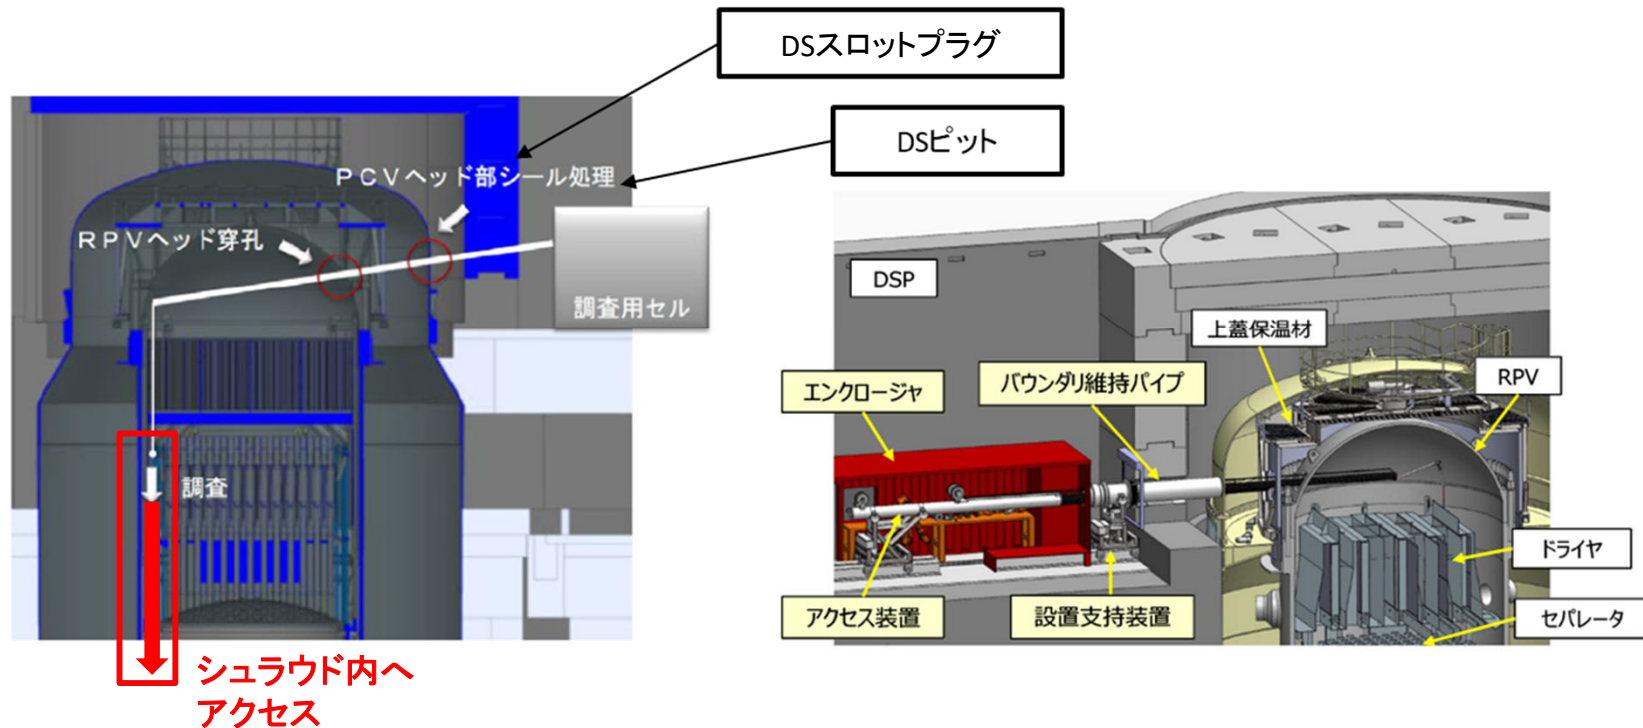 DSスロットプラグ
DSピット
PCVヘッド部シール処理
RPVヘッド穿孔
調査用セル
調査
シュラウド内へ
アクセス
DSP
上蓋保温材
エンクロージャ
バウンダリ維持パイプ
RPV
ドライヤ
アクセス装置
設置支持装置
セパレータ